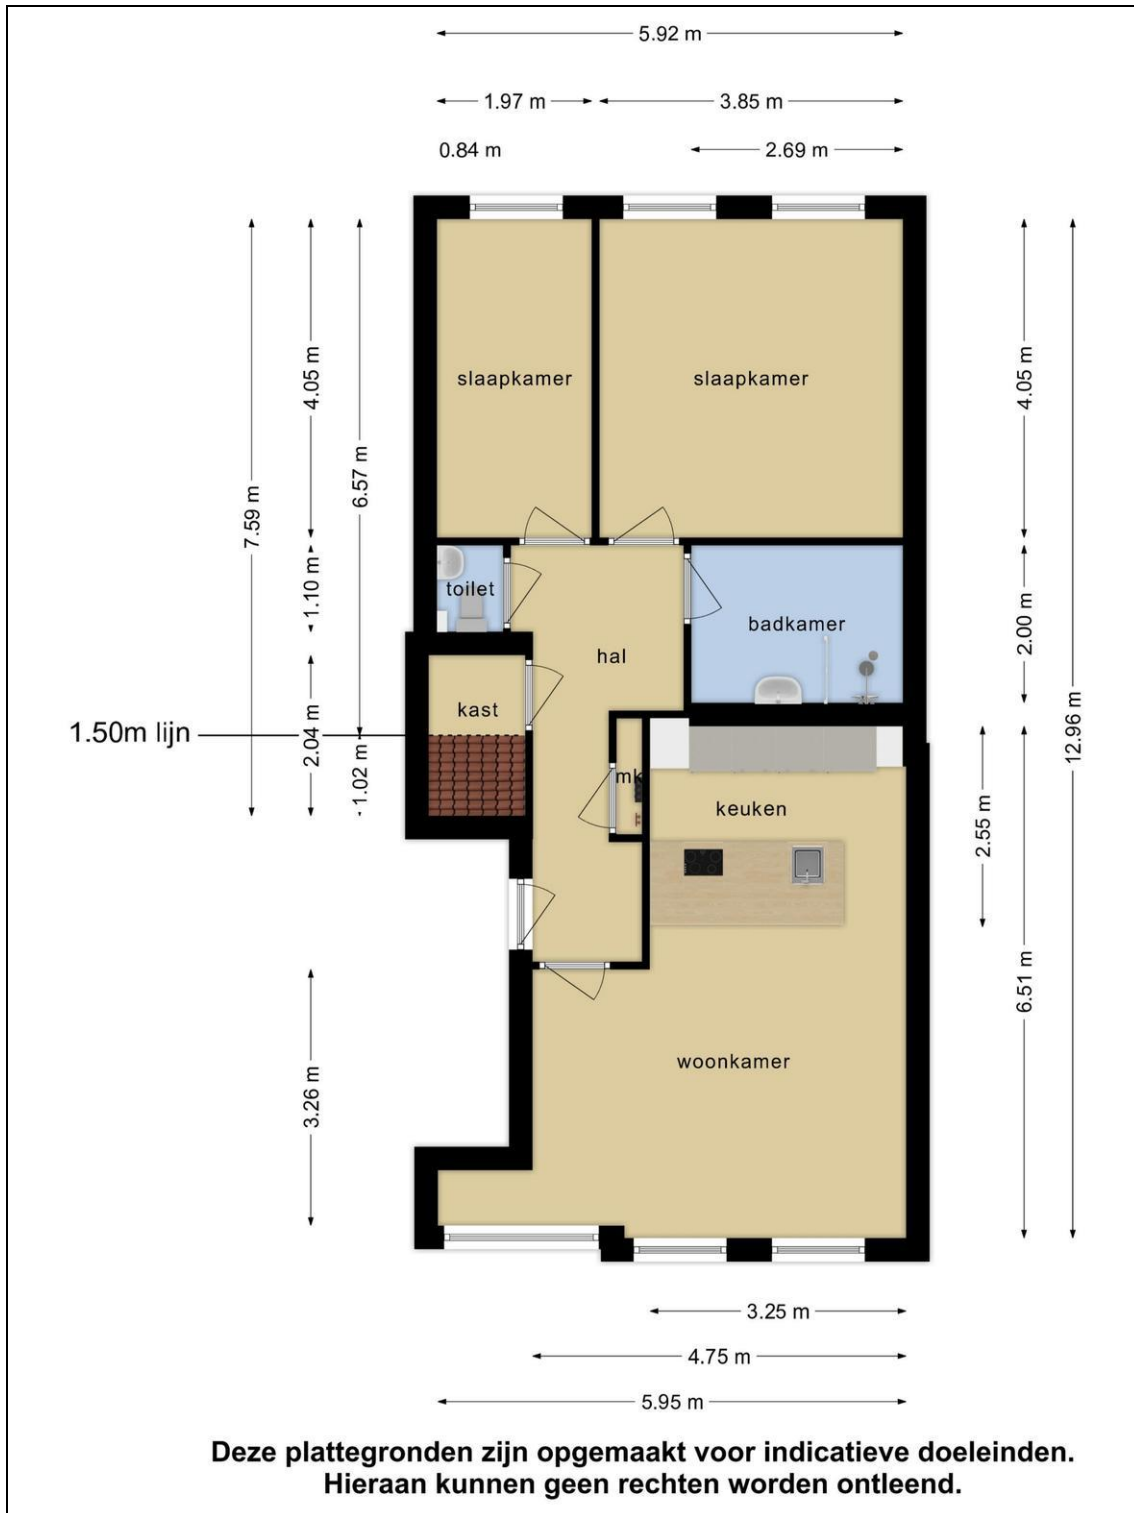 5.92 m
1.97 m
3.85 m
0.84 m
2.69 m
7.59 m
4.05 m
6.57 m
1.10 m
2.04 m
1.02 m
3.26 m
1.50m lijn
slaapkamer
slaapkamer
toilet
badkamer
hal
kast
mk
keuken
woonkamer
4.05 m
2.00 m
12.96 m
2.55 m
6.51 m
3.25 m
4.75 m
5.95 m
Deze plattegronden zijn opgemaakt voor indicatieve doeleinden.
Hieraan kunnen geen rechten worden ontleend.